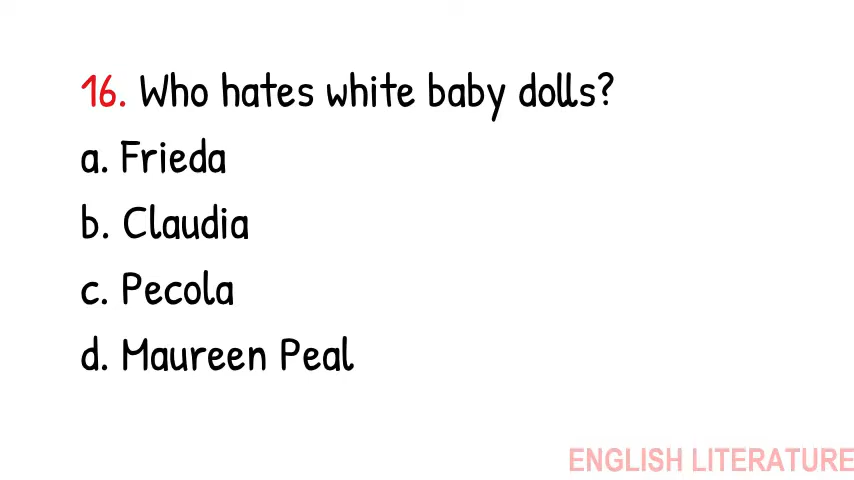 16. Who hates white baby dolls?
a. Frieda
b. Claudia
c. Pecola
d. Maureen Peal
ENGLISH LITERATURE